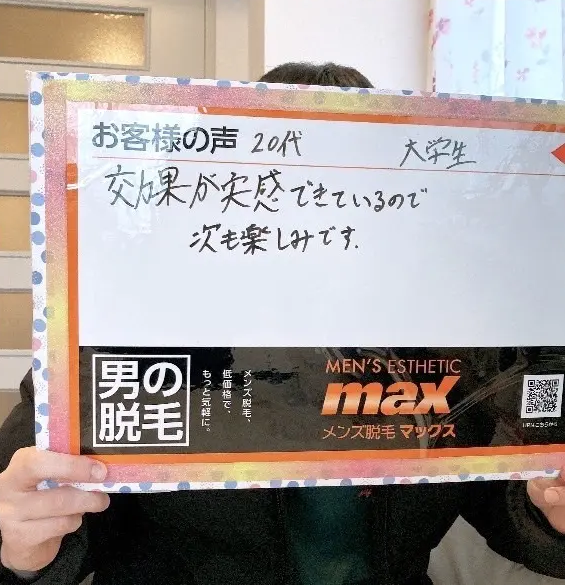 お客様の声 20代 大学生
効果が実感できているので
次も楽しみです.
男の
脱毛
メンズ脱毛、
低価格で、
もっと気軽に。
MEN'S ESTHETIC
max
メンズ脱毛マックス